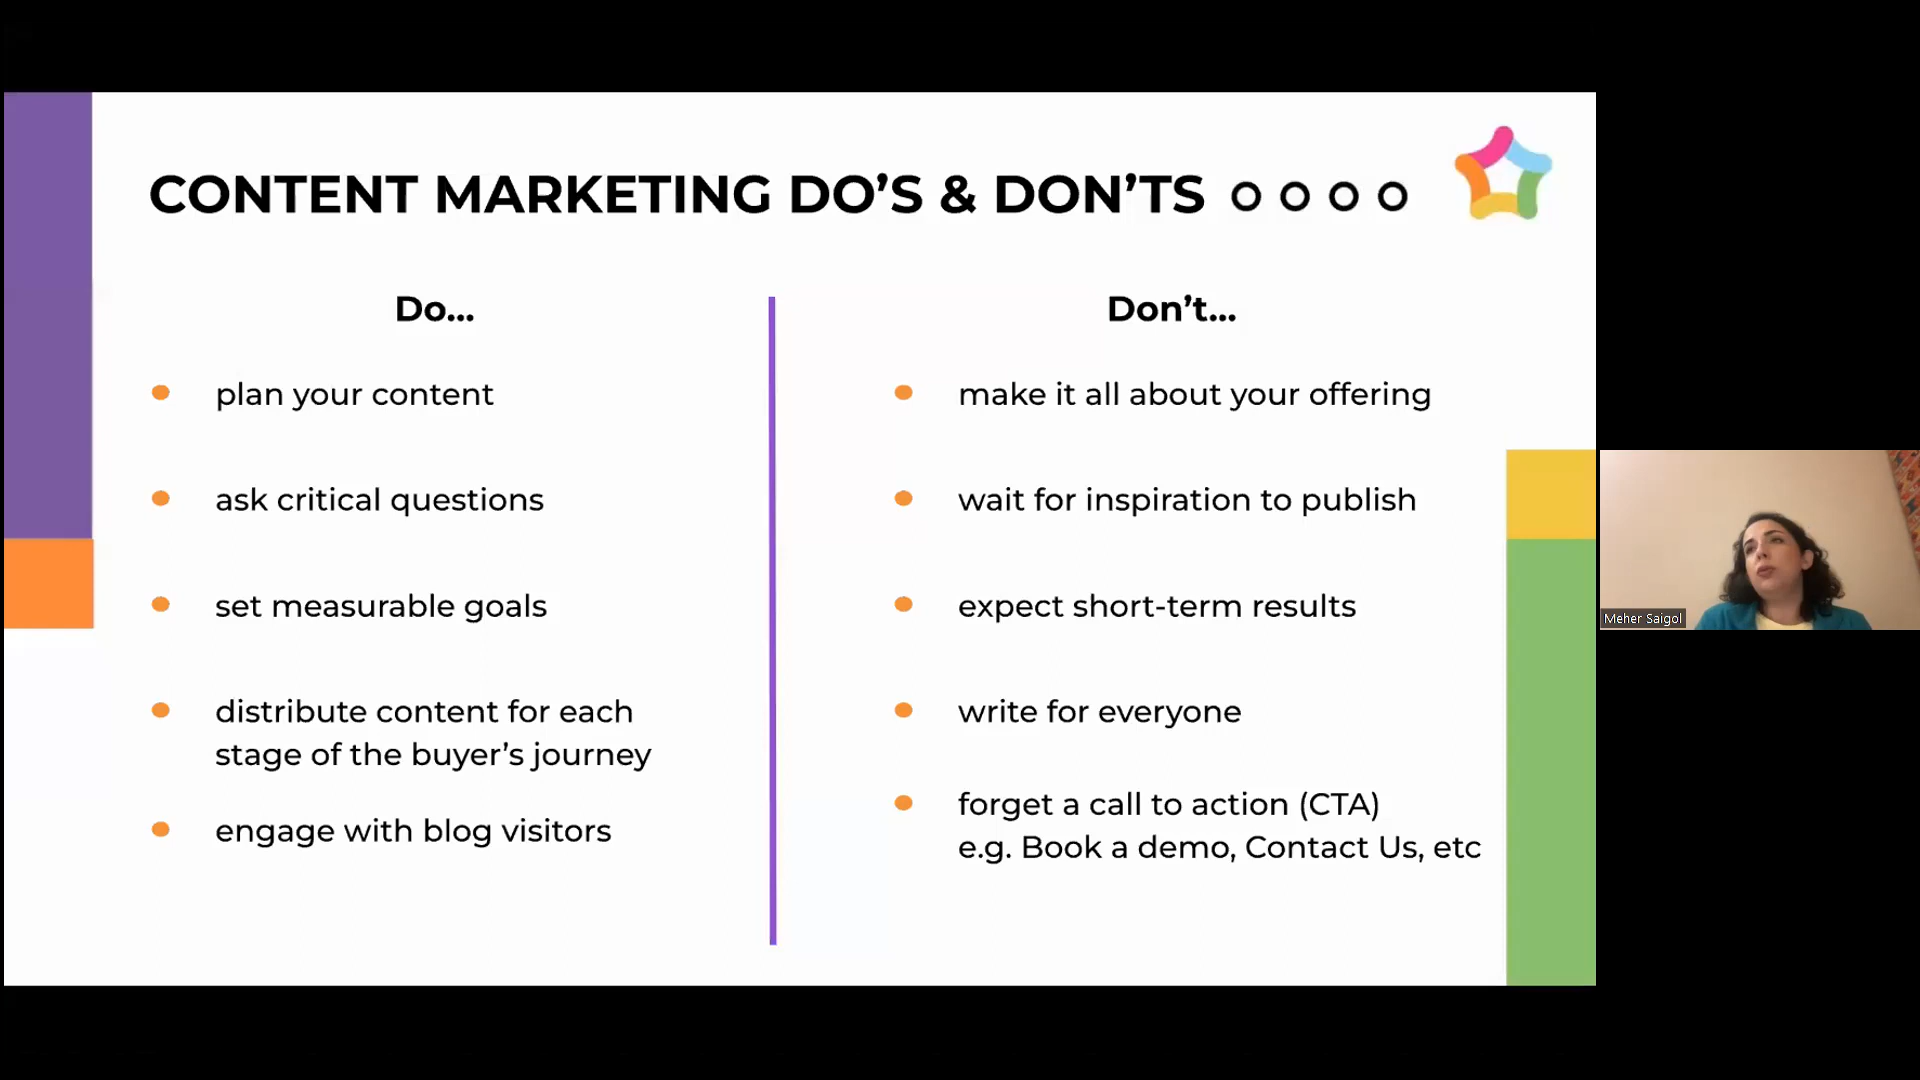 CONTENT MARKETING DO’S & DON’TS
Do...
plan your content
ask critical questions
set measurable goals
distribute content for each
stage of the buyer’s journey
engage with blog visitors
Don’t...
make it all about your offering
wait for inspiration to publish
expect short-term results
write for everyone
forget a call to action (CTA)
e.g. Book a demo, Contact Us, etc
Meher Saigol